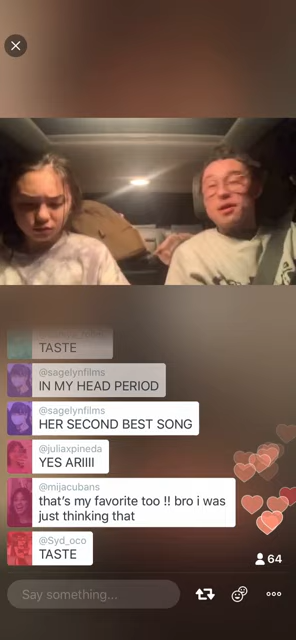 TASTE
@sagelynfilms
IN MY HEAD PERIOD
@sagelynfilms
HER SECOND BEST SONG
@juliaxpineda
YES ARIIII
@mijacubans
that's my favorite too !! bro i was
just thinking that
@Syd_oco
TASTE
64
Say something...